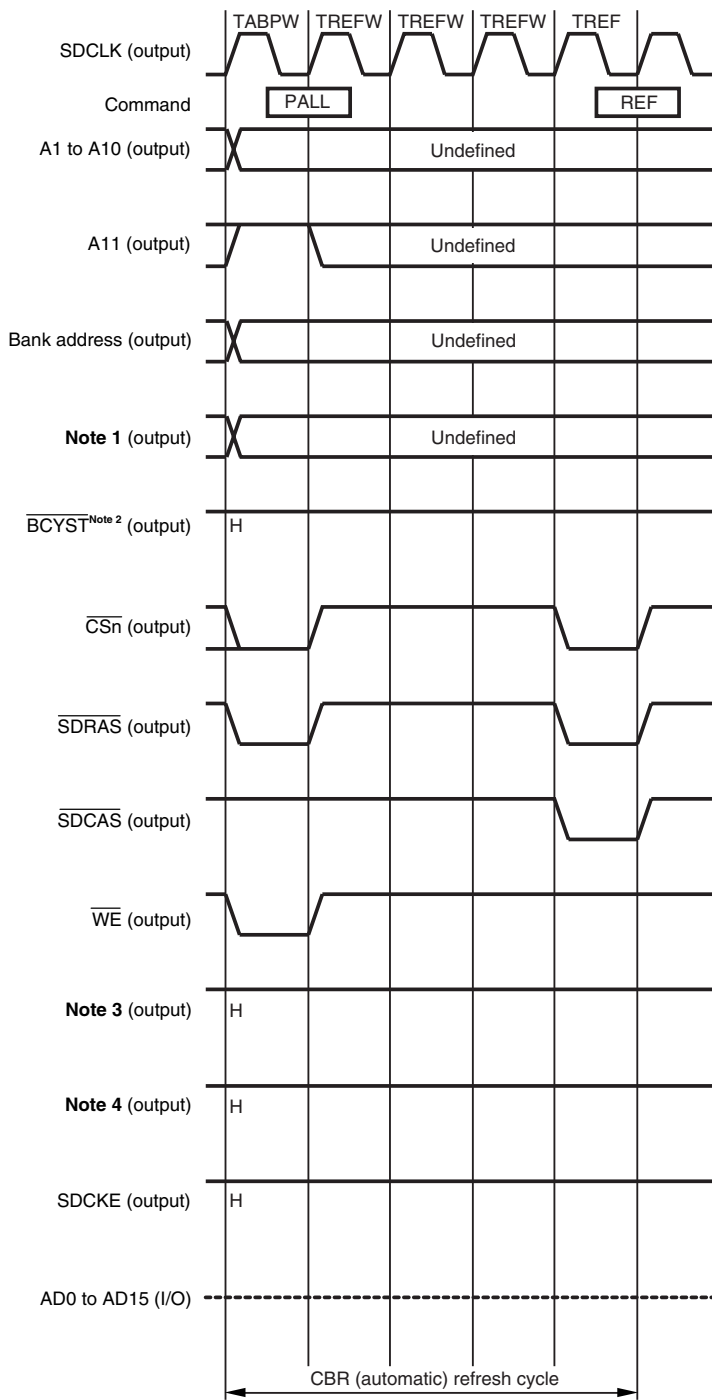 TABPW TREFW TREFW TREFW TREF
SDCLK (output)
Command PALL REF
A1 to A10 (output) Undefined
A11 (output) Undefined
Bank address (output) Undefined
Note 1 (output) Undefined
BCYST Note 2 (output) H
CSn (output)
SDRAS (output)
SDCAS (output)
WE (output)
Note 3 (output) H
Note 4 (output) H
SDCKE (output) H
AD0 to AD15 (I/O)
CBR (automatic) refresh cycle